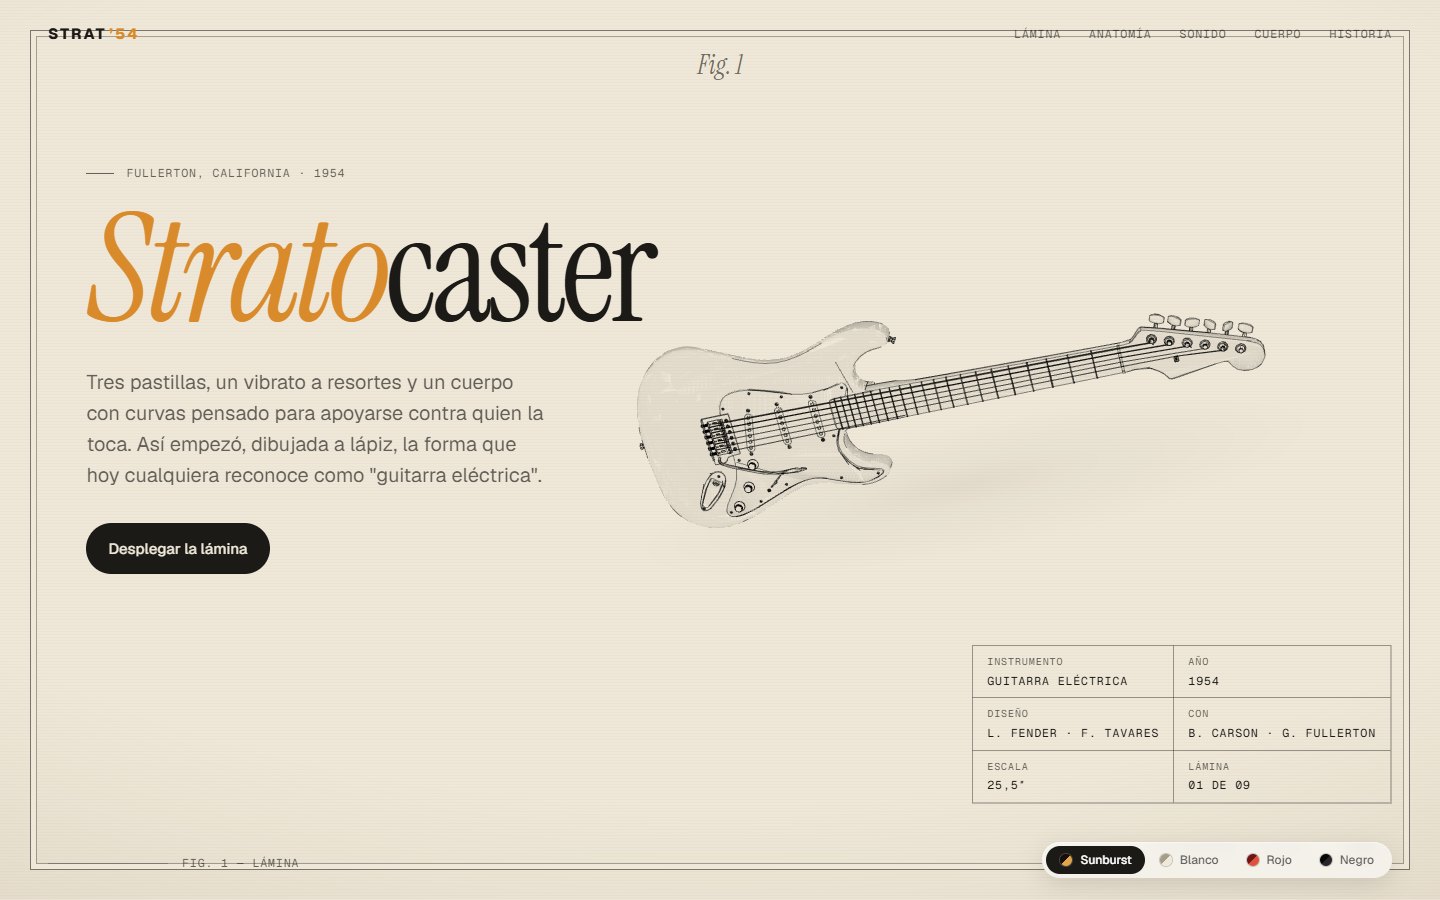 STRAT'54
LÁMINA ANATOMÍA SONIDO CUERPO HISTORIA
Fig. 1
FULLERTON, CALIFORNIA · 1954
Stratocaster
Tres pastillas, un vibrato a resortes y un cuerpo
con curvas pensado para apoyarse contra quien la
toca. Así empezó, dibujada a lápiz, la forma que
hoy cualquiera reconoce como "guitarra eléctrica".
Desplegar la lámina
INSTRUMENTO
GUITARRA ELÉCTRICA
AÑO
1954
DISEÑO
L. FENDER · F. TAVARES
CON
B. CARSON · G. FULLERTON
ESCALA
25,5″
LÁMINA
01 DE 09
FIG. 1 — LÁMINA
Sunburst Blanco Rojo Negro